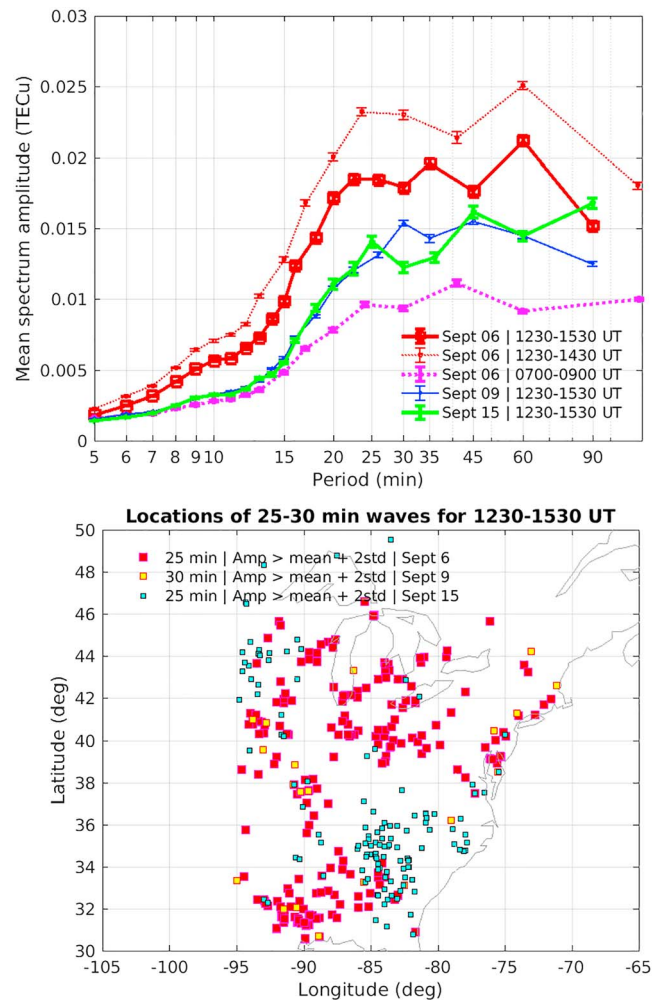 0.03
0.025
0.02
0.015
0.01
0.005
0
Mean spectrum amplitude (TECu)
Sept 06 | 1230-1530 UT
Sept 06 | 1230-1430 UT
Sept 06 | 0700-0900 UT
Sept 09 | 1230-1530 UT
Sept 15 | 1230-1530 UT
5 6 7 8 9 10 15 20 25 30 35 45 60 90
Period (min)
Locations of 25-30 min waves for 1230-1530 UT
50
48
46
44
42
40
38
36
34
32
30
Latitude (deg)
25 min | Amp > mean + 2std | Sept 6
30 min | Amp > mean + 2std | Sept 9
25 min | Amp > mean + 2std | Sept 15
-105 -100 -95 -90 -85 -80 -75 -70 -65
Longitude (deg)